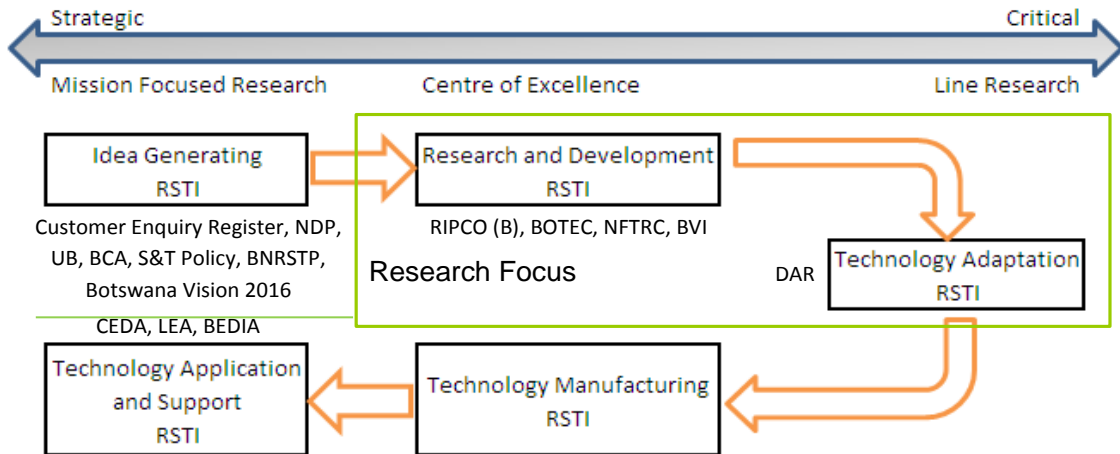 Strategic
Critical
Mission Focused Research
Centre of Excellence
Line Research
Idea Generating
RSTI
Research and Development
RSTI
Customer Enquiry Register, NDP,
UB, BCA, S&T Policy, BNRSTP,
Botswana Vision 2016
RIPCO (B), BOTEC, NFTRC, BVI
Research Focus
DAR
Technology Adaptation
RSTI
CEDA, LEA, BEDIA
Technology Application
and Support
RSTI
Technology Manufacturing
RSTI